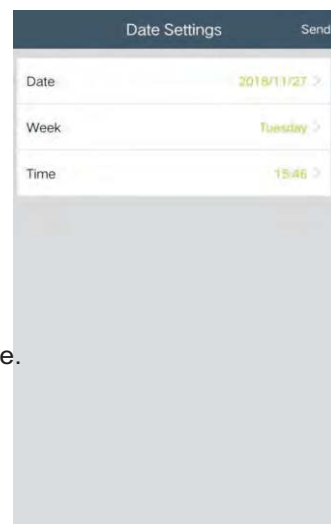 Date Settings Send
Date 2018/11/27 >
Week Tuesday >
Time 15:46 >
e.